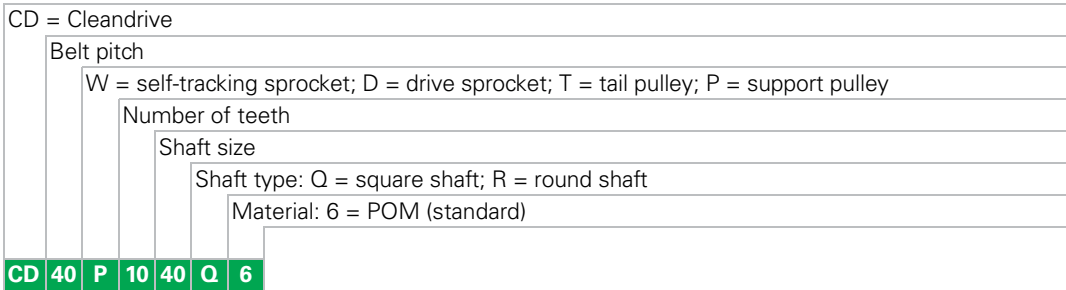 CD = Cleandrive
Belt pitch
W = self-tracking sprocket; D = drive sprocket; T = tail pulley; P = support pulley
Number of teeth
Shaft size
Shaft type: Q = square shaft; R = round shaft
Material: 6 = POM (standard)
CD 40 P 10 40 Q 6